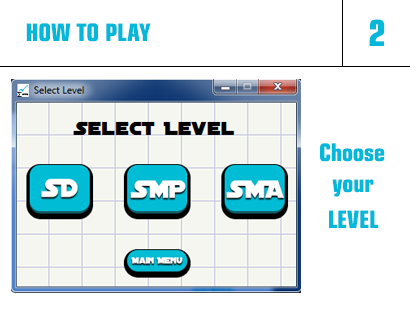 HOW TO PLAY
2
Select Level
SELECT LEVEL
SD
SMP
SMA
MAIN MENU
Choose
your
LEVEL